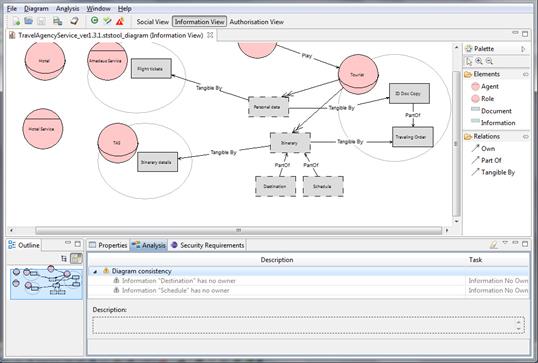 File Diagram Analysis Window Help
Social View Information View Authorisation View
TravelAgencyService_ver1.3.1.ststool_diagram (Information View)
Hotel
Amadeus Service
Flight tickets
Play
Tourist
Palette
Elements
Agent
Role
Document
Information
Relations
Own
Part Of
Tangible By
Tangible By
Personal data
Tangible By
ID Doc Copy
PartOf
Hotel Service
TAS
Itinerary details
Tangible By
Itinerary
Tangible By
Traveling Order
PartOf
PartOf
Destination
Schedule
Outline
Properties Analysis Security Requirements
Description Task
Diagram consistency
Information "Destination" has no owner Information No Own
Information "Schedule" has no owner Information No Own
Description: